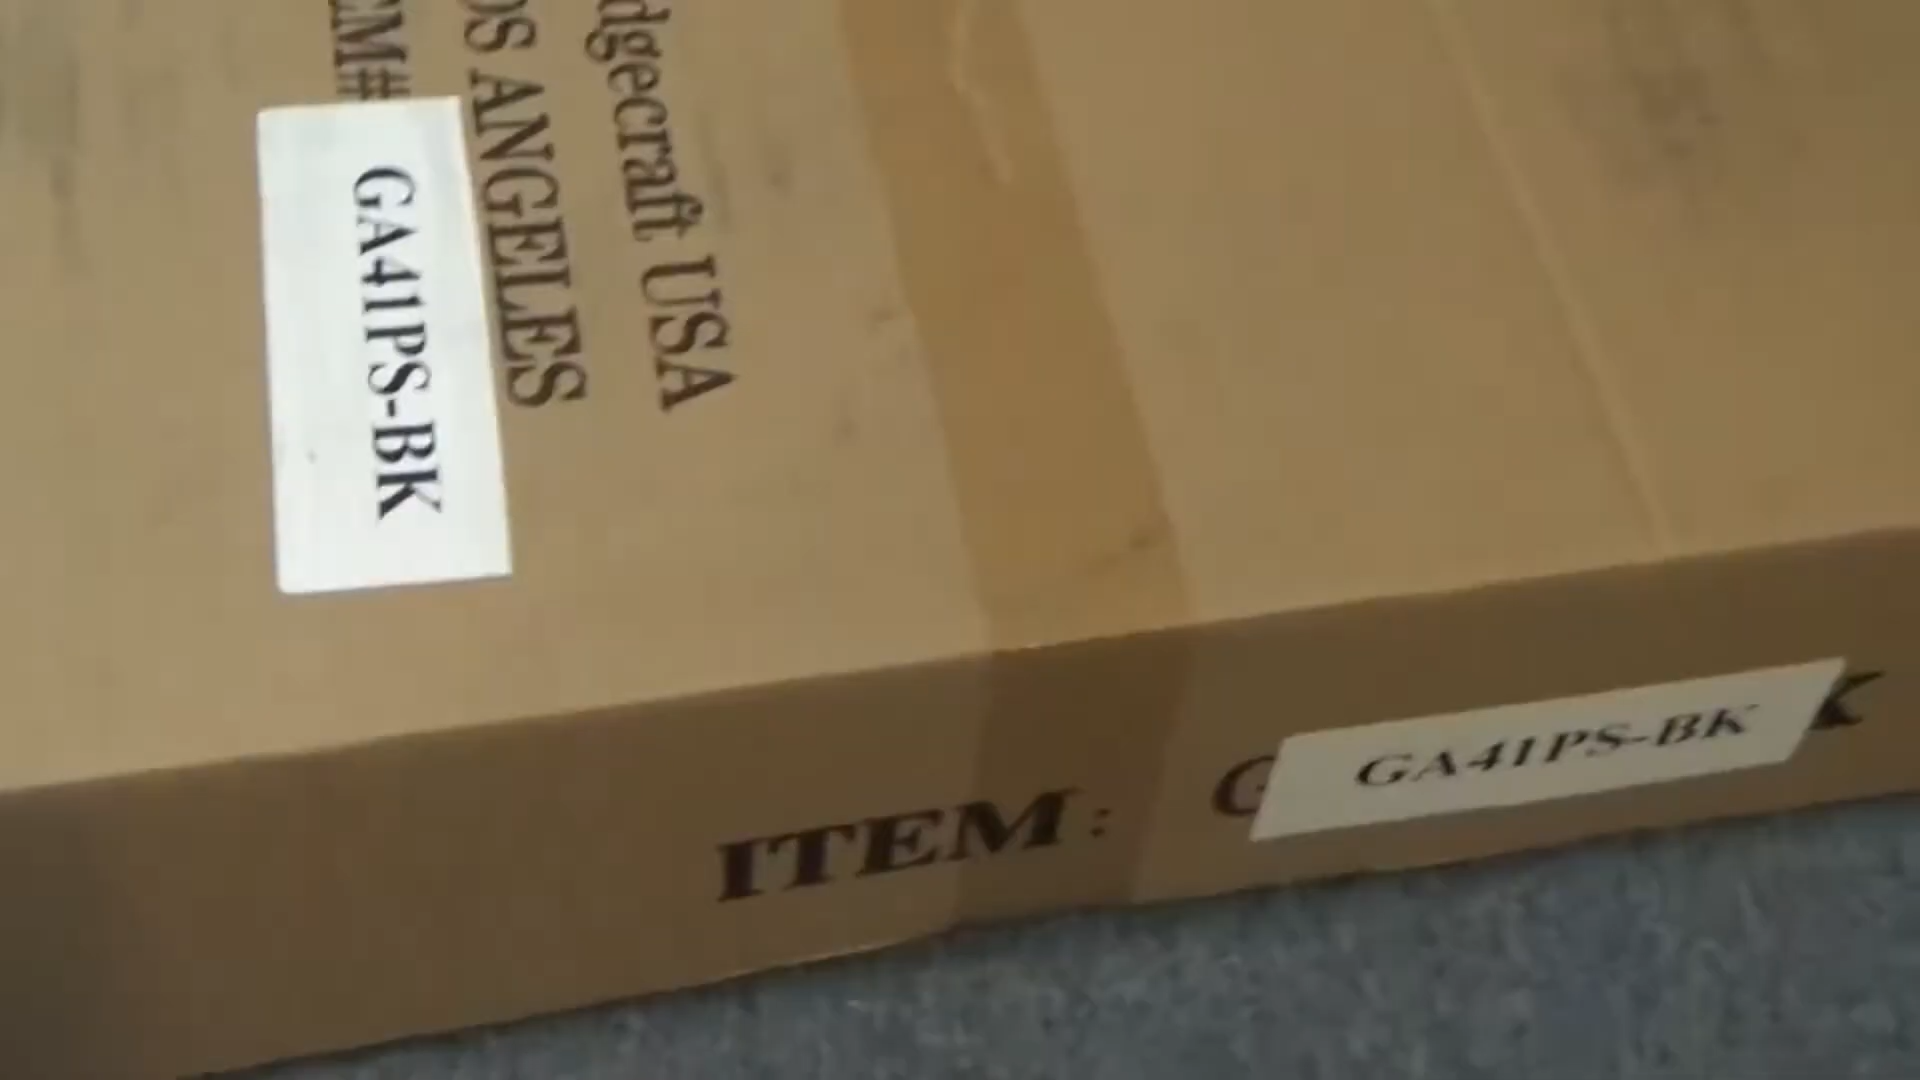 dgecraft USA
OS ANGELES
EM#
GA41PS-BK
ITEM: G GA41PS-BK K